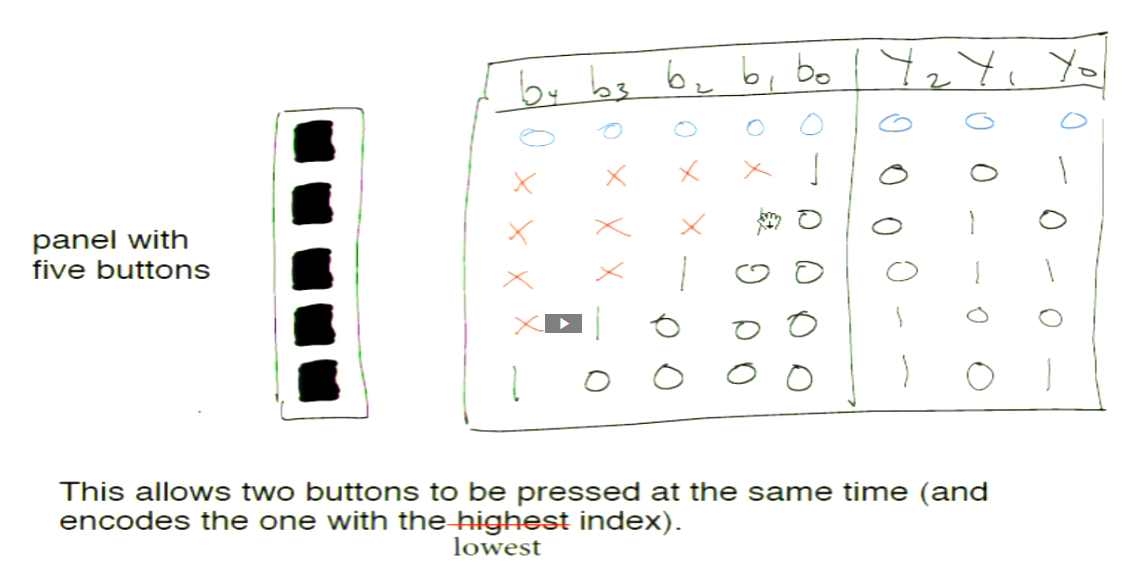 b4 b3 b2 b1 b0 Y2 Y1 Y0
0 0 0 0 0 0 0 0
X X X X 1 0 0 1
X X X 0 0 1 0
panel with
five buttons
X X 1 0 0 0 1 1
X 1 0 0 0 1 0 0
1 0 0 0 0 1 0 1
This allows two buttons to be pressed at the same time (and
encodes the one with the highest index).
lowest